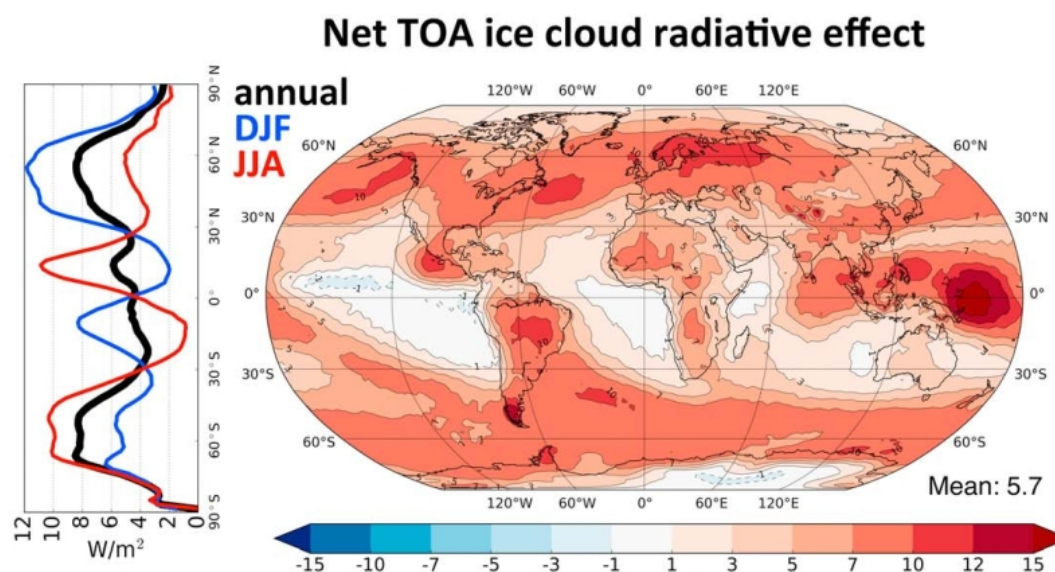 Net TOA ice cloud radiative effect
annual
DJF
JJA
90°N
60°N
30°N
0°
30°S
60°S
90°S
12 10 8 6 4 2 0
W/m²
120°W 60°W 0° 60°E 120°E
60°N 60°N
30°N 30°N
0° 0°
30°S 30°S
60°S 60°S
120°W 60°W 0° 60°E 120°E
Mean: 5.7
-15 -10 -7 -5 -3 -1 1 3 5 7 10 12 15